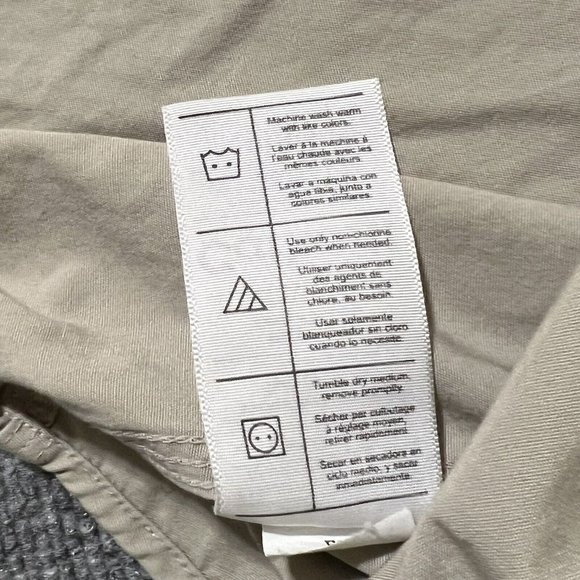 Machine wash warm
with like colors.
Laver à la machine à
l'eau chaude avec les
mêmes couleurs.
Lavar a máquina con
agua tibia, junto a
colores similares.
Use only non-chlorine
bleach when needed.
Utiliser uniquement
des agents de
blanchiment sans
chlore, au besoin.
Usar solamente
blanqueador sin cloro
cuando lo necesite.
Tumble dry medium,
remove promptly
Sécher par culbutage
à réglage moyen,
retirer rapidement.
Secar en secadora en
ciclo medio, y sacar
inmediatamente.